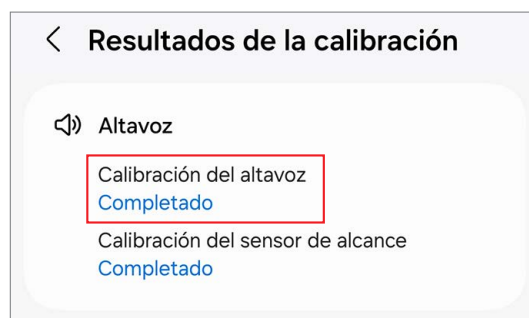 Resultados de la calibración
Altavoz
Calibración del altavoz
Completado
Calibración del sensor de alcance
Completado